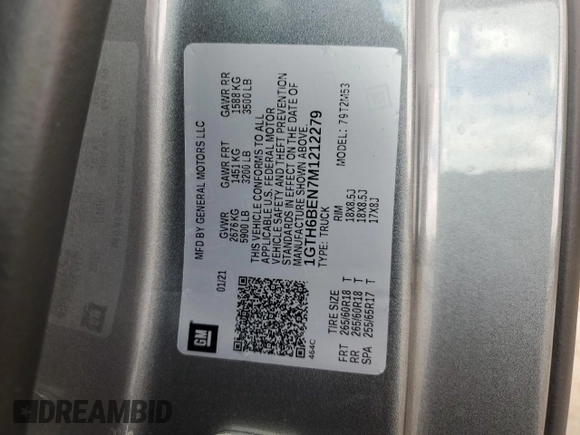 MFD BY GENERAL MOTORS LLC
01/21
GVWR GAWR FRT GAWR RR
2676 KG 1451 KG 1588 KG
5900 LB 3200 LB 3500 LB
THIS VEHICLE CONFORMS TO ALL
APPLICABLE U.S. FEDERAL MOTOR
VEHICLE SAFETY AND THEFT PREVENTION
STANDARDS IN EFFECT ON THE DATE OF
MANUFACTURE SHOWN ABOVE.
1GTH6BEN7M1212279
TYPE: TRUCK MODEL: 79T2M53
GM
464C
TIRE SIZE RIM
FRT 265/60R18 T 18X8.5J
RR 265/60R18 T 18X8.5J
SPA 255/65R17 T 17X8J
DREAMBID